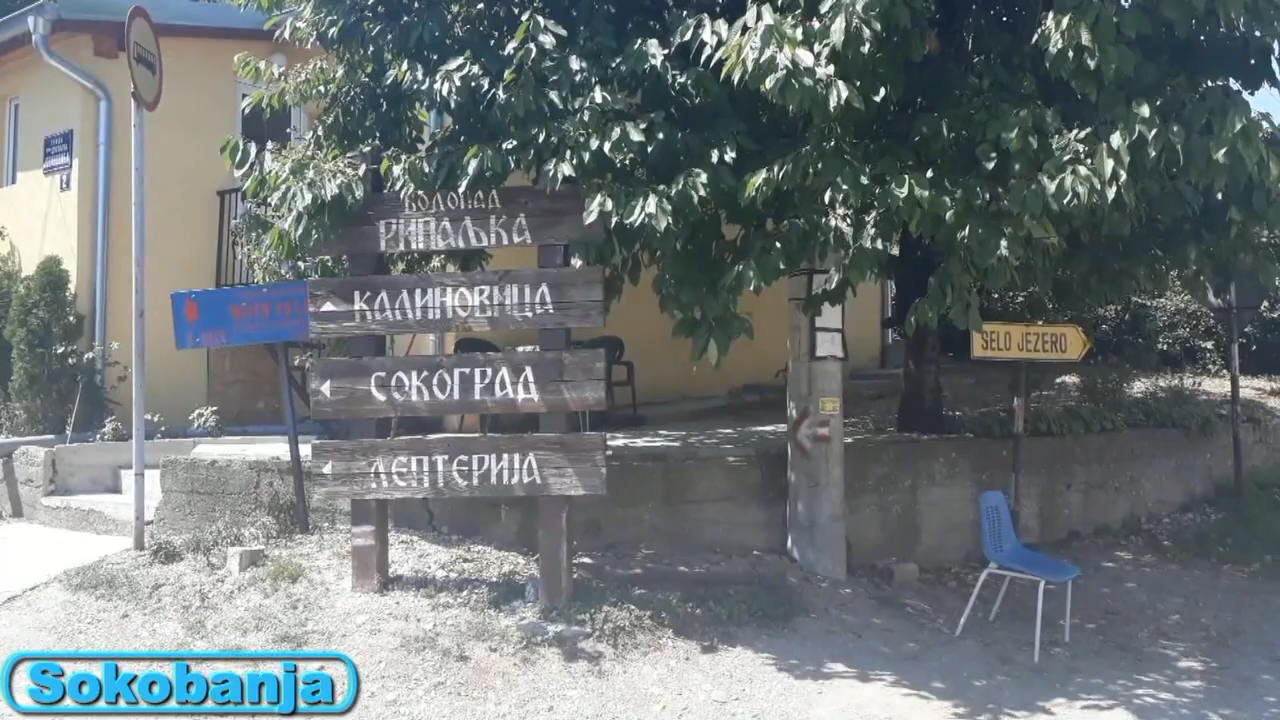 ВОДОПАД
РИПАЉКА
КАЛИНОВИЦА
СОКОГРАД
ЛЕПТЕРИЈА
SELO JEZERO
Sokobanja